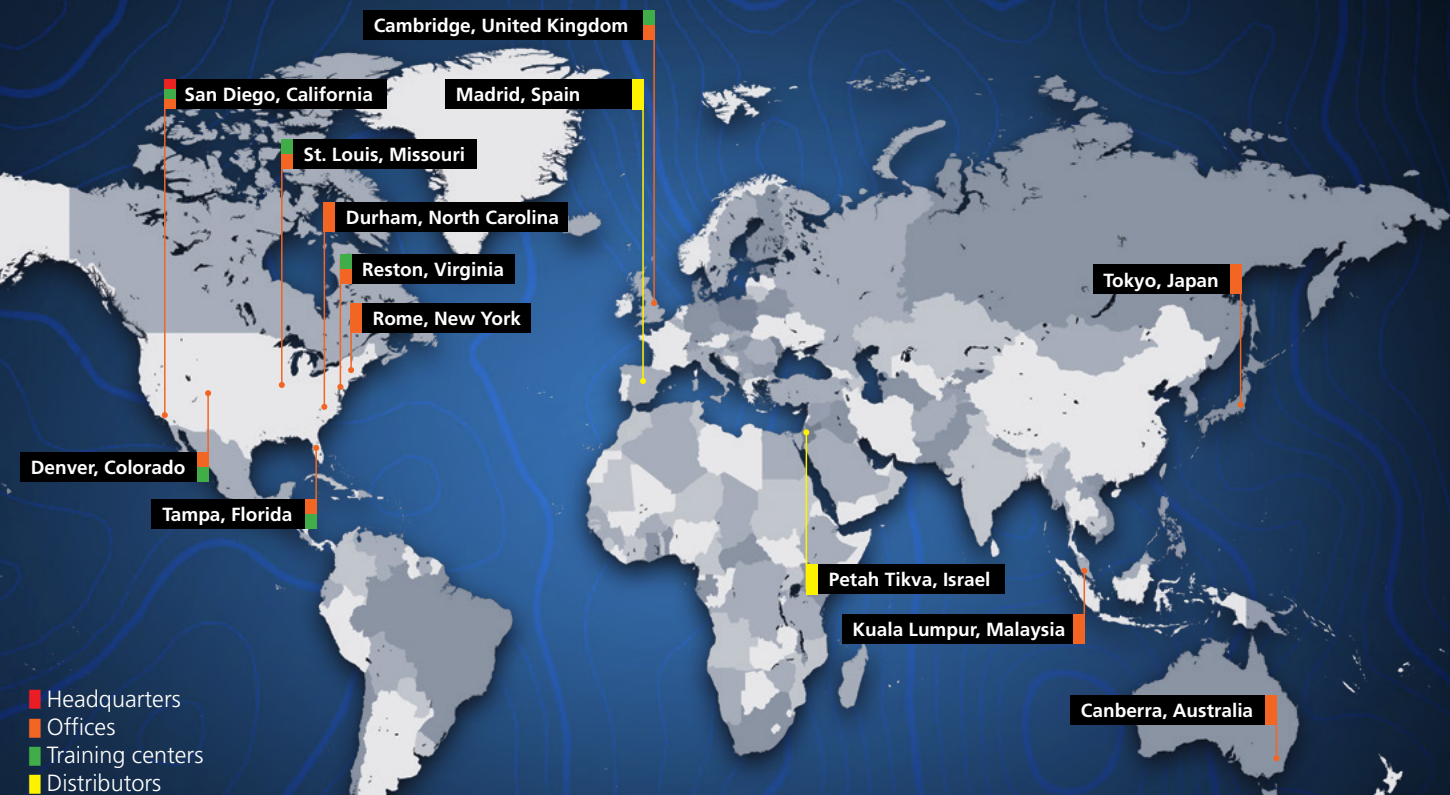 Cambridge, United Kingdom
San Diego, California
Madrid, Spain
St. Louis, Missouri
Durham, North Carolina
Reston, Virginia
Tokyo, Japan
Rome, New York
Denver, Colorado
Tampa, Florida
Petah Tikva, Israel
Kuala Lumpur, Malaysia
Canberra, Australia
Headquarters
Offices
Training centers
Distributors